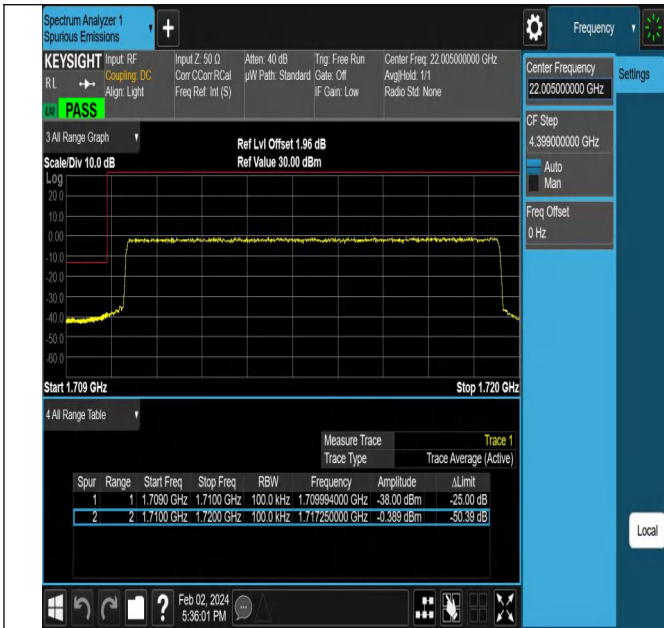 Spectrum Analyzer 1
Spurious Emissions
Frequency
KEYSIGHT
RL
PASS
Input: RF
Coupling: DC
Align: Light
Input Z: 50 Ω
Corr CCorr RCal
Freq Ref: Int (S)
Atten: 40 dB
µW Path: Standard
Trig: Free Run
Gate: Off
IF Gain: Low
Center Freq: 22.005000000 GHz
Avg|Hold: 1/1
Radio Std: None
Center Frequency
22.005000000 GHz
Settings
CF Step
4.399000000 GHz
Auto
Man
Freq Offset
0 Hz
3 All Range Graph
Ref Lvl Offset 1.96 dB
Scale/Div 10.0 dB
Ref Value 30.00 dBm
Log
20.0
10.0
0.00
-10.0
-20.0
-30.0
-40.0
-50.0
-60.0
Start 1.709 GHz
Stop 1.720 GHz
4 All Range Table
Measure Trace Trace 1
Trace Type Trace Average (Active)
Spur Range Start Freq Stop Freq RBW Frequency Amplitude ΔLimit
1 1 1.7090 GHz 1.7100 GHz 100.0 kHz 1.709994000 GHz -38.00 dBm -25.00 dB
2 2 1.7100 GHz 1.7200 GHz 100.0 kHz 1.717250000 GHz -0.389 dBm -50.39 dB
Local
Feb 02, 2024
5:36:01 PM